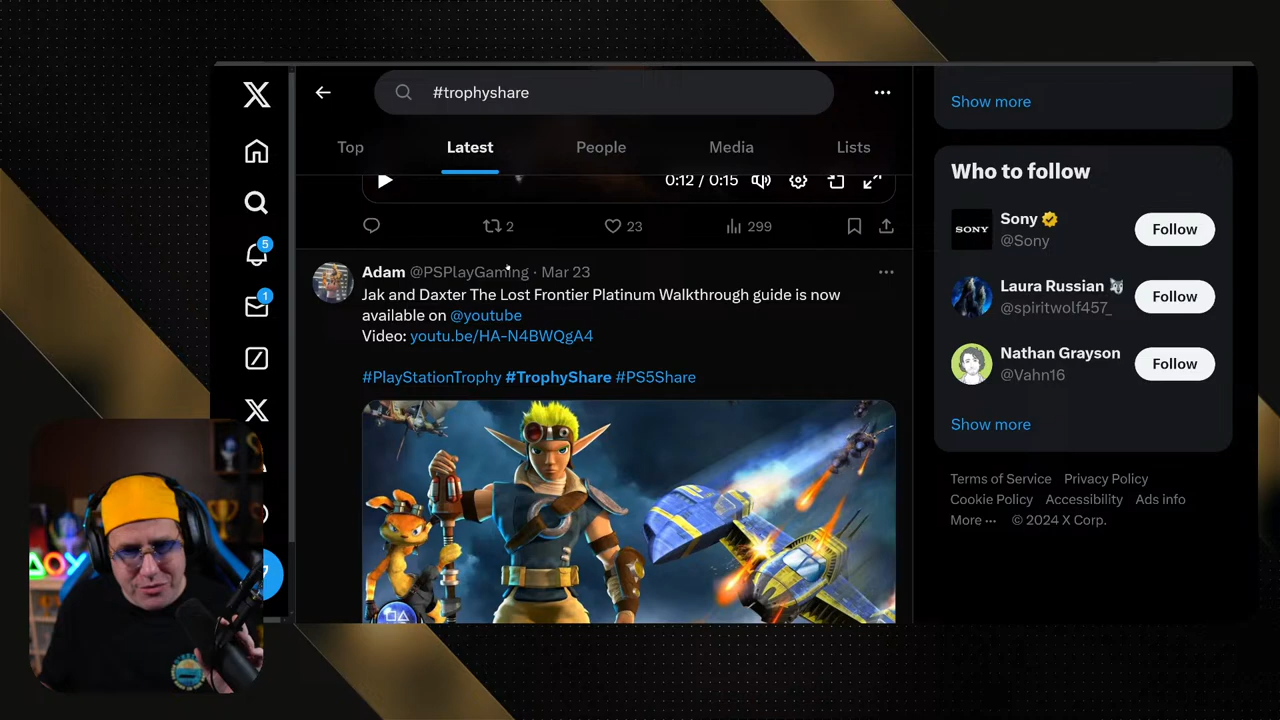 #trophyshare
Top
Latest
People
Media
Lists
0:12 / 0:15
2
23
299
Adam @PSPlayGaming · Mar 23
Jak and Daxter The Lost Frontier Platinum Walkthrough guide is now
available on @youtube
Video: youtu.be/HA-N4BWQgA4
#PlayStationTrophy #TrophyShare #PS5Share
5
1
Show more
Who to follow
SONY
Sony
@Sony
Follow
Laura Russian
@spiritwolf457_
Follow
Nathan Grayson
@Vahn16
Follow
Show more
Terms of Service Privacy Policy
Cookie Policy Accessibility Ads info
More ··· © 2024 X Corp.